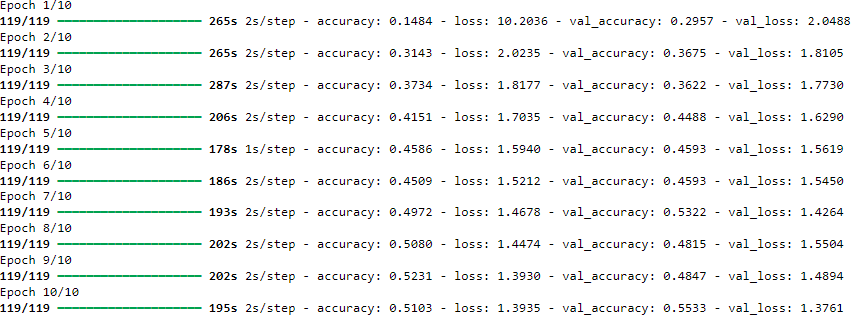 Epoch 1/10
119/119 ━━━━━━━━━━━━━━━━━━━━ 265s 2s/step - accuracy: 0.1484 - loss: 10.2036 - val_accuracy: 0.2957 - val_loss: 2.0488
Epoch 2/10
119/119 ━━━━━━━━━━━━━━━━━━━━ 265s 2s/step - accuracy: 0.3143 - loss: 2.0235 - val_accuracy: 0.3675 - val_loss: 1.8105
Epoch 3/10
119/119 ━━━━━━━━━━━━━━━━━━━━ 287s 2s/step - accuracy: 0.3734 - loss: 1.8177 - val_accuracy: 0.3622 - val_loss: 1.7730
Epoch 4/10
119/119 ━━━━━━━━━━━━━━━━━━━━ 206s 2s/step - accuracy: 0.4151 - loss: 1.7035 - val_accuracy: 0.4488 - val_loss: 1.6290
Epoch 5/10
119/119 ━━━━━━━━━━━━━━━━━━━━ 178s 1s/step - accuracy: 0.4586 - loss: 1.5940 - val_accuracy: 0.4593 - val_loss: 1.5619
Epoch 6/10
119/119 ━━━━━━━━━━━━━━━━━━━━ 186s 2s/step - accuracy: 0.4509 - loss: 1.5212 - val_accuracy: 0.4593 - val_loss: 1.5450
Epoch 7/10
119/119 ━━━━━━━━━━━━━━━━━━━━ 193s 2s/step - accuracy: 0.4972 - loss: 1.4678 - val_accuracy: 0.5322 - val_loss: 1.4264
Epoch 8/10
119/119 ━━━━━━━━━━━━━━━━━━━━ 202s 2s/step - accuracy: 0.5080 - loss: 1.4474 - val_accuracy: 0.4815 - val_loss: 1.5504
Epoch 9/10
119/119 ━━━━━━━━━━━━━━━━━━━━ 202s 2s/step - accuracy: 0.5231 - loss: 1.3930 - val_accuracy: 0.4847 - val_loss: 1.4894
Epoch 10/10
119/119 ━━━━━━━━━━━━━━━━━━━━ 195s 2s/step - accuracy: 0.5103 - loss: 1.3935 - val_accuracy: 0.5533 - val_loss: 1.3761